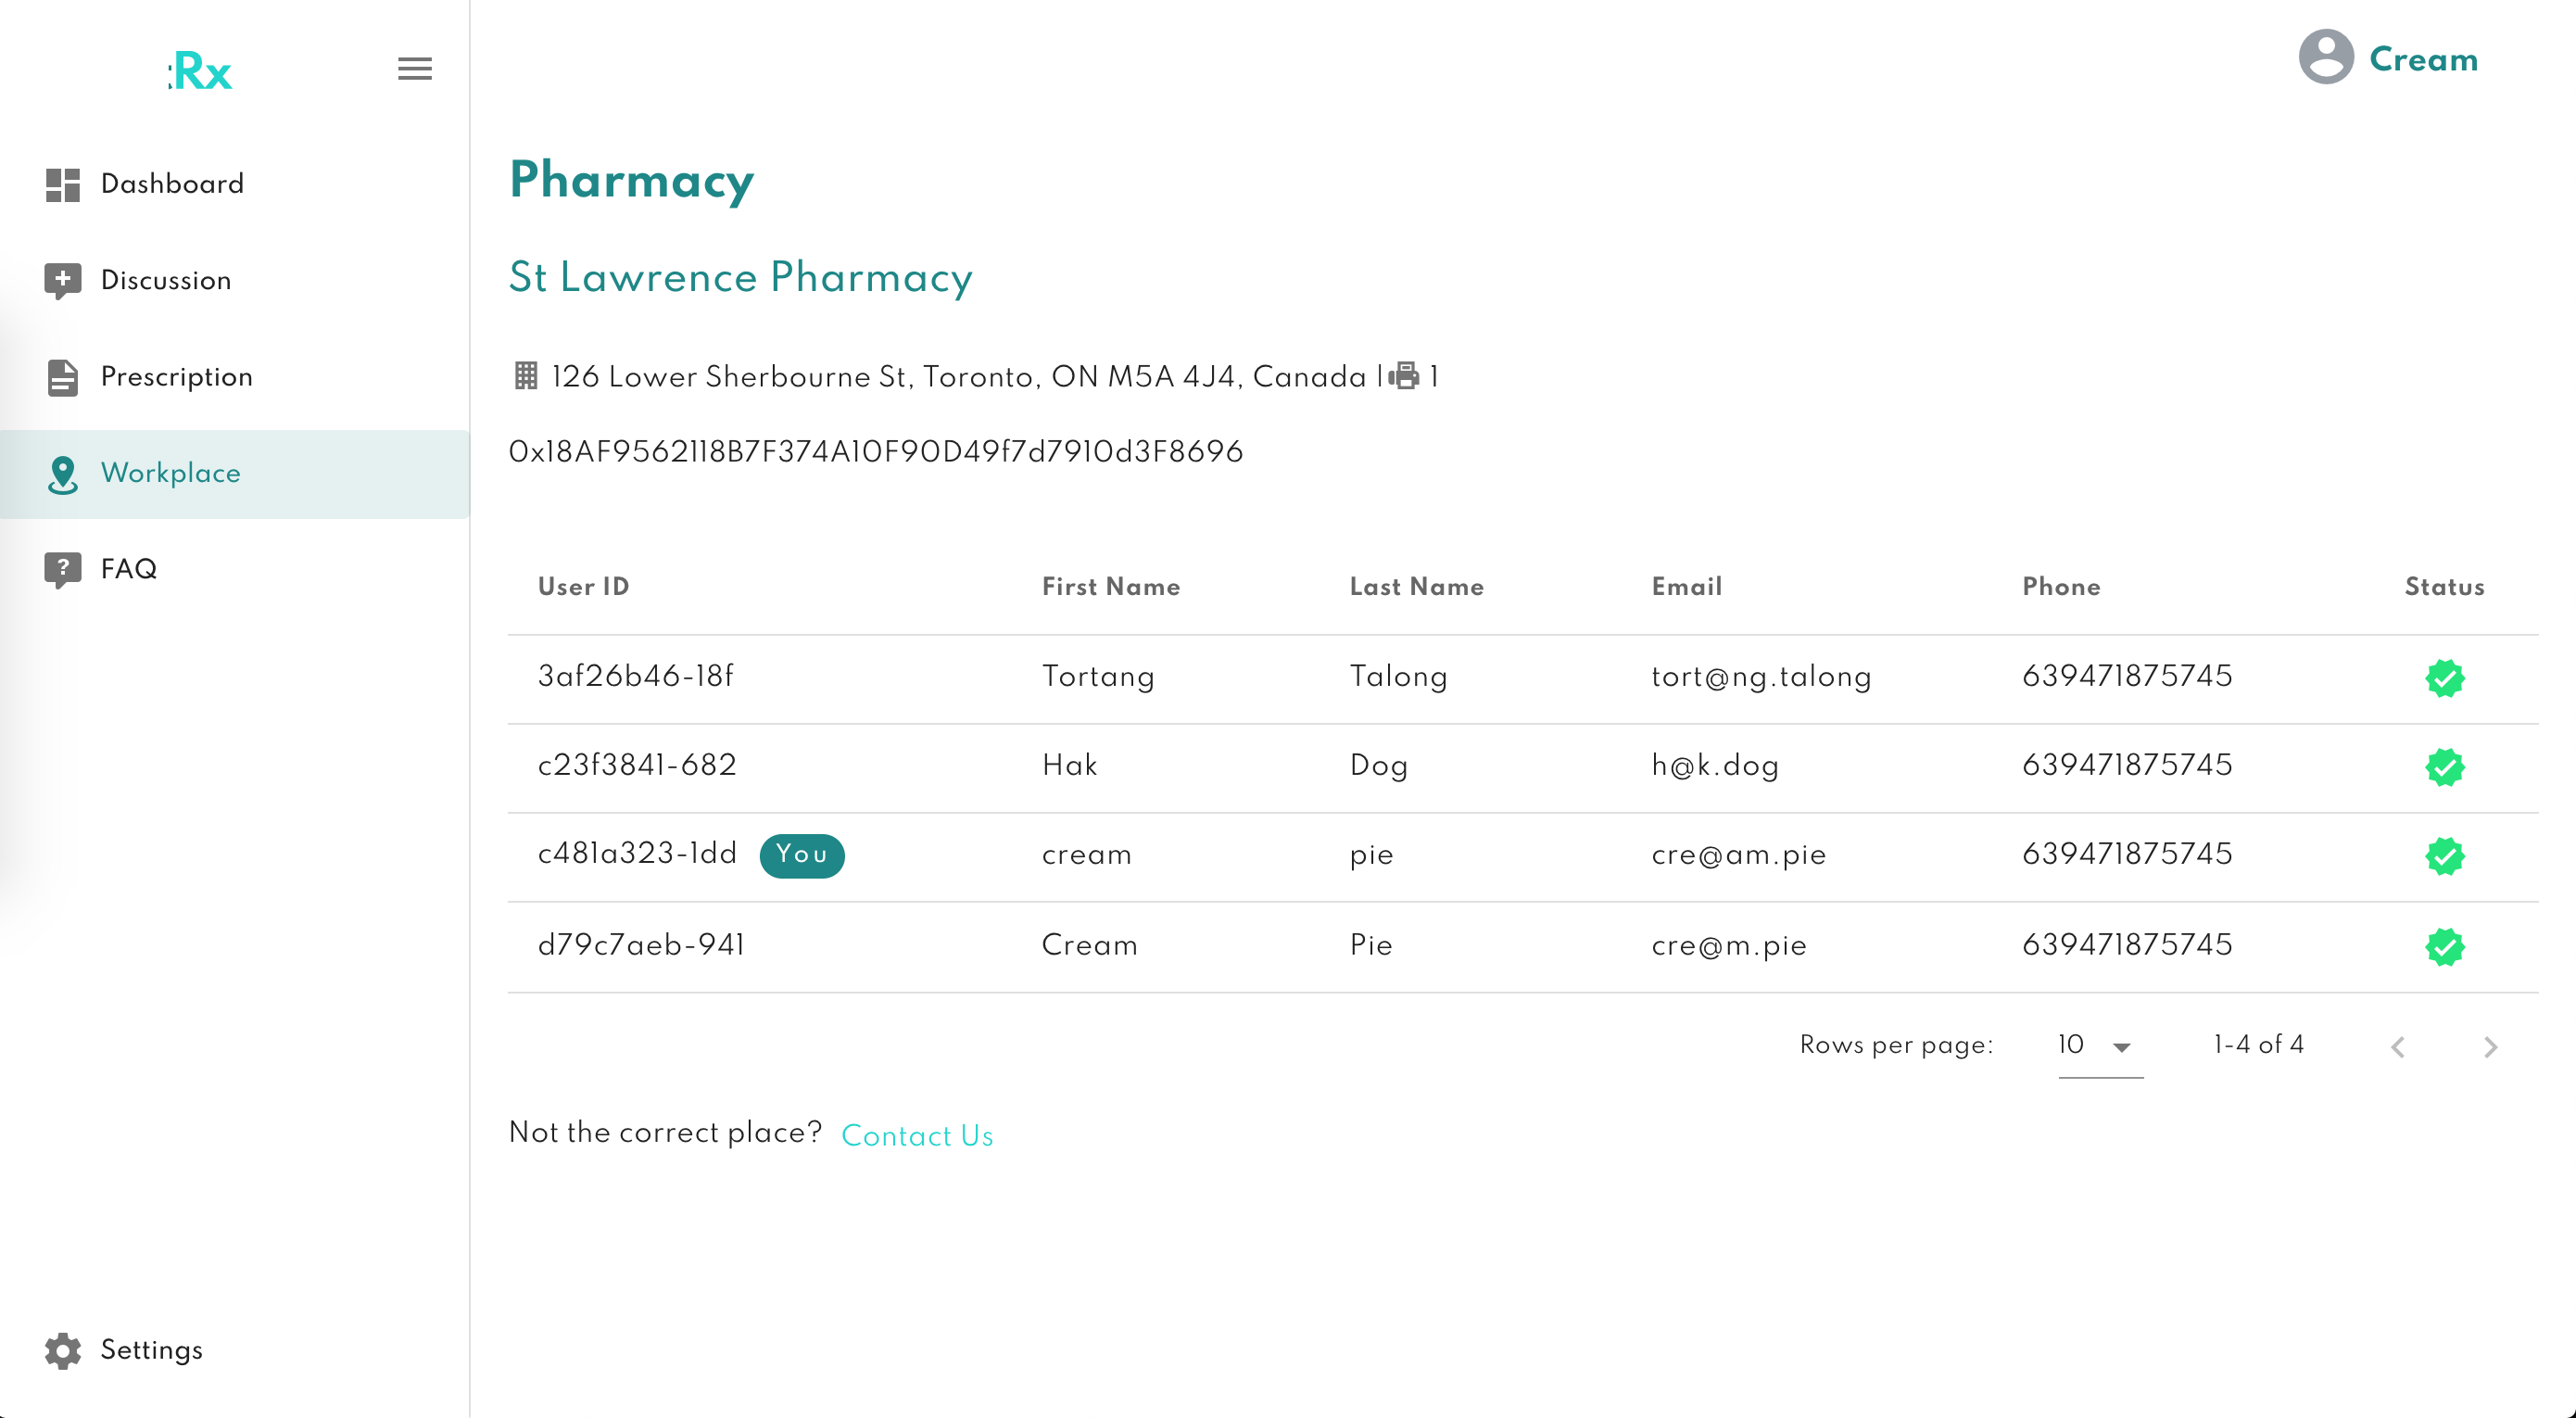 :Rx
Cream
Dashboard
Discussion
Prescription
Workplace
FAQ
Settings
Pharmacy
St Lawrence Pharmacy
126 Lower Sherbourne St, Toronto, ON M5A 4J4, Canada | 1
0x18AF9562118B7F374A10F90D49f7d7910d3F8696
User ID First Name Last Name Email Phone Status
3af26b46-18f Tortang Talong tort@ng.talong 639471875745
c23f3841-682 Hak Dog h@k.dog 639471875745
c481a323-1dd You cream pie cre@am.pie 639471875745
d79c7aeb-941 Cream Pie cre@m.pie 639471875745
Rows per page: 10 1-4 of 4
Not the correct place? Contact Us